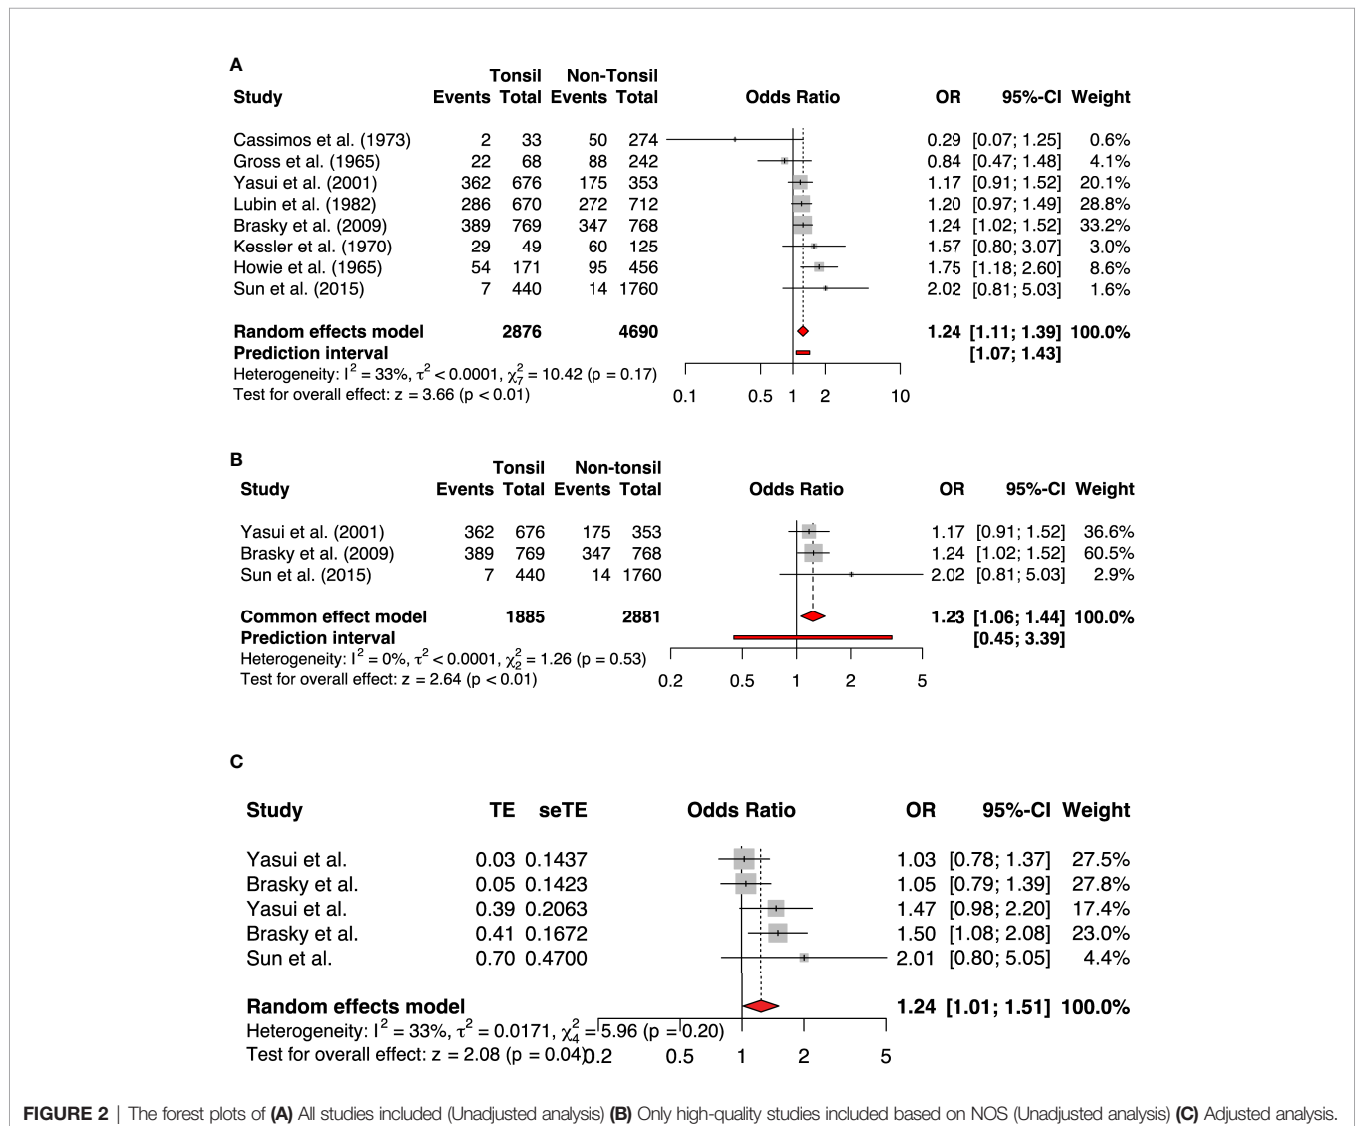 A
Tonsil Non-Tonsil
Study Events Total Events Total Odds Ratio OR 95%-CI Weight
Cassimos et al. (1973) 2 33 50 274 0.29 [0.07; 1.25] 0.6%
Gross et al. (1965) 22 68 88 242 0.84 [0.47; 1.48] 4.1%
Yasui et al. (2001) 362 676 175 353 1.17 [0.91; 1.52] 20.1%
Lubin et al. (1982) 286 670 272 712 1.20 [0.97; 1.49] 28.8%
Brasky et al. (2009) 389 769 347 768 1.24 [1.02; 1.52] 33.2%
Kessler et al. (1970) 29 49 60 125 1.57 [0.80; 3.07] 3.0%
Howie et al. (1965) 54 171 95 456 1.75 [1.18; 2.60] 8.6%
Sun et al. (2015) 7 440 14 1760 2.02 [0.81; 5.03] 1.6%
Random effects model 2876 4690 1.24 [1.11; 1.39] 100.0%
Prediction interval [1.07; 1.43]
Heterogeneity: I² = 33%, τ² < 0.0001, χ²₇ = 10.42 (p = 0.17)
Test for overall effect: z = 3.66 (p < 0.01)
0.1 0.5 1 2 10
B
Tonsil Non-tonsil
Study Events Total Events Total Odds Ratio OR 95%-CI Weight
Yasui et al. (2001) 362 676 175 353 1.17 [0.91; 1.52] 36.6%
Brasky et al. (2009) 389 769 347 768 1.24 [1.02; 1.52] 60.5%
Sun et al. (2015) 7 440 14 1760 2.02 [0.81; 5.03] 2.9%
Common effect model 1885 2881 1.23 [1.06; 1.44] 100.0%
Prediction interval [0.45; 3.39]
Heterogeneity: I² = 0%, τ² < 0.0001, χ²₂ = 1.26 (p = 0.53)
Test for overall effect: z = 2.64 (p < 0.01)
0.2 0.5 1 2 5
C
Study TE seTE Odds Ratio OR 95%-CI Weight
Yasui et al. 0.03 0.1437 1.03 [0.78; 1.37] 27.5%
Brasky et al. 0.05 0.1423 1.05 [0.79; 1.39] 27.8%
Yasui et al. 0.39 0.2063 1.47 [0.98; 2.20] 17.4%
Brasky et al. 0.41 0.1672 1.50 [1.08; 2.08] 23.0%
Sun et al. 0.70 0.4700 2.01 [0.80; 5.05] 4.4%
Random effects model 1.24 [1.01; 1.51] 100.0%
Heterogeneity: I² = 33%, τ² = 0.0171, χ²₄ = 5.96 (p = 0.20)
Test for overall effect: z = 2.08 (p = 0.04)
0.2 0.5 1 2 5
FIGURE 2 | The forest plots of (A) All studies included (Unadjusted analysis) (B) Only high-quality studies included based on NOS (Unadjusted analysis) (C) Adjusted analysis.